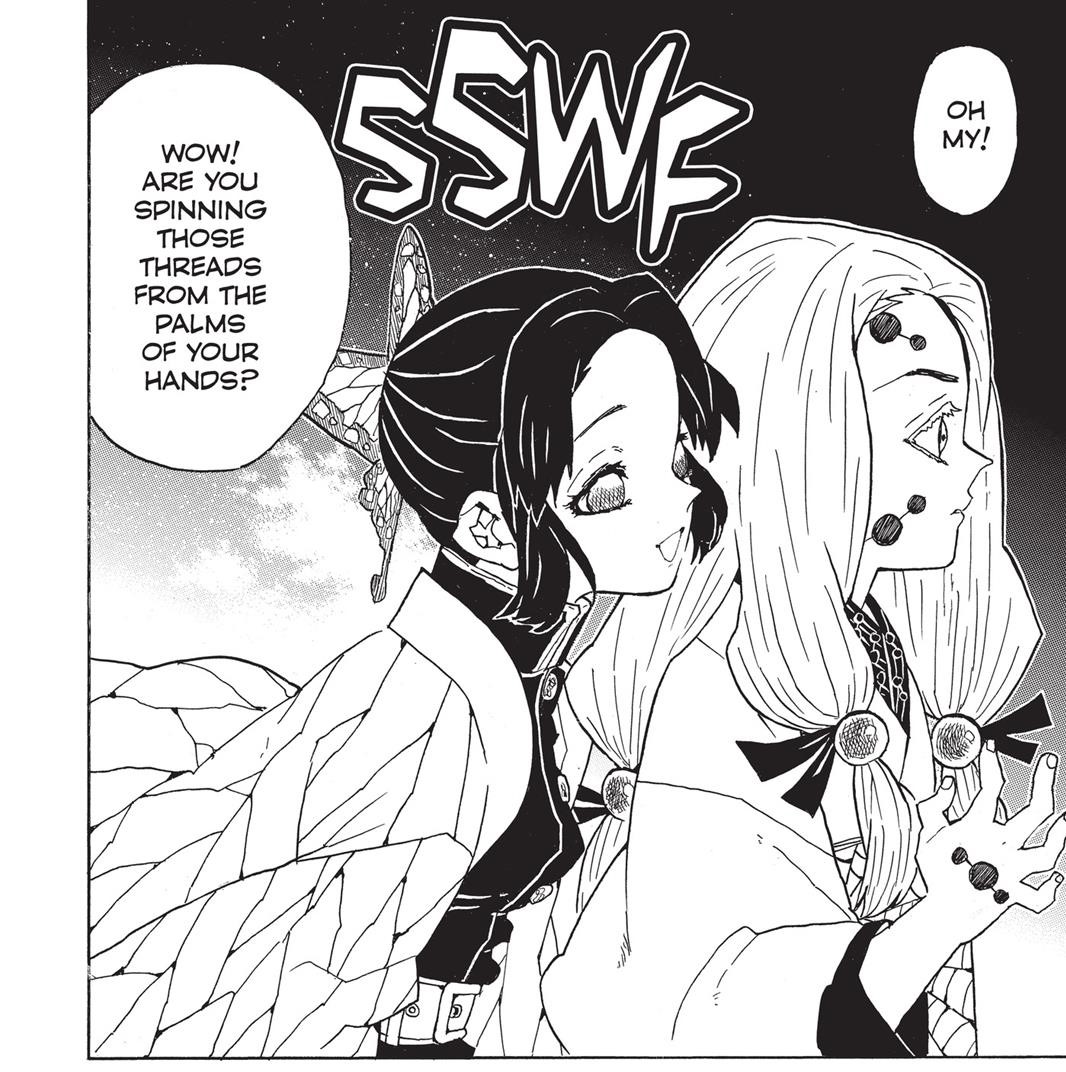 OH
MY!
SSWF
WOW!
ARE YOU
SPINNING
THOSE
THREADS
FROM THE
PALMS
OF YOUR
HANDS?